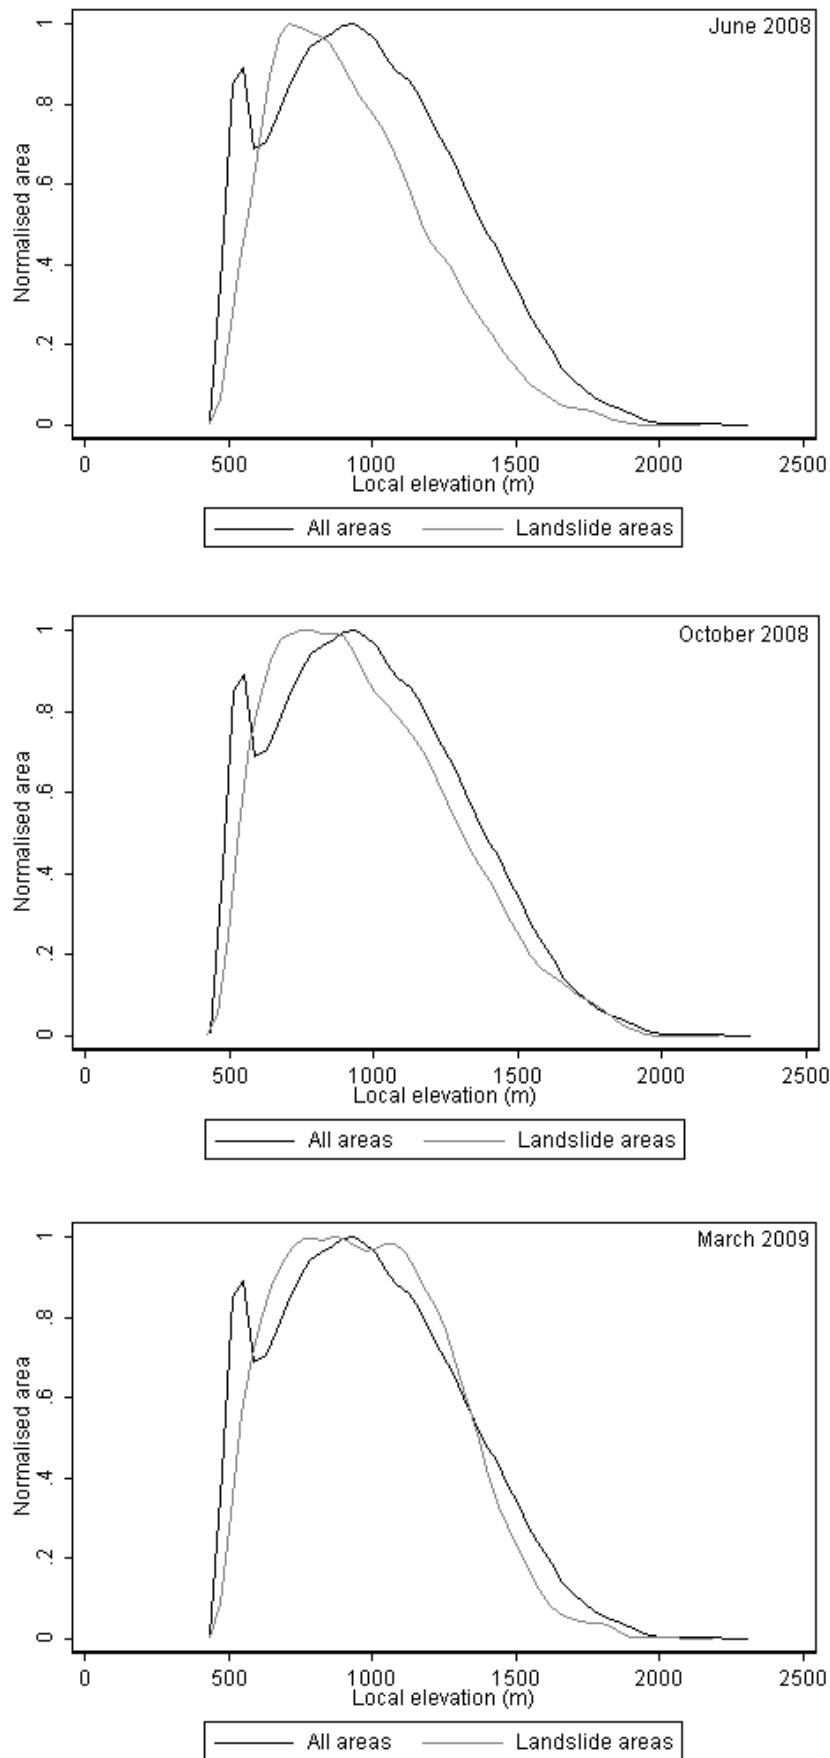 June 2008
1
.8
.6
.4
.2
0
Normalised area
0 500 1000 1500 2000 2500
Local elevation (m)
All areas Landslide areas
October 2008
1
.8
.6
.4
.2
0
Normalised area
0 500 1000 1500 2000 2500
Local elevation (m)
All areas Landslide areas
March 2009
1
.8
.6
.4
.2
0
Normalised area
0 500 1000 1500 2000 2500
Local elevation (m)
All areas Landslide areas